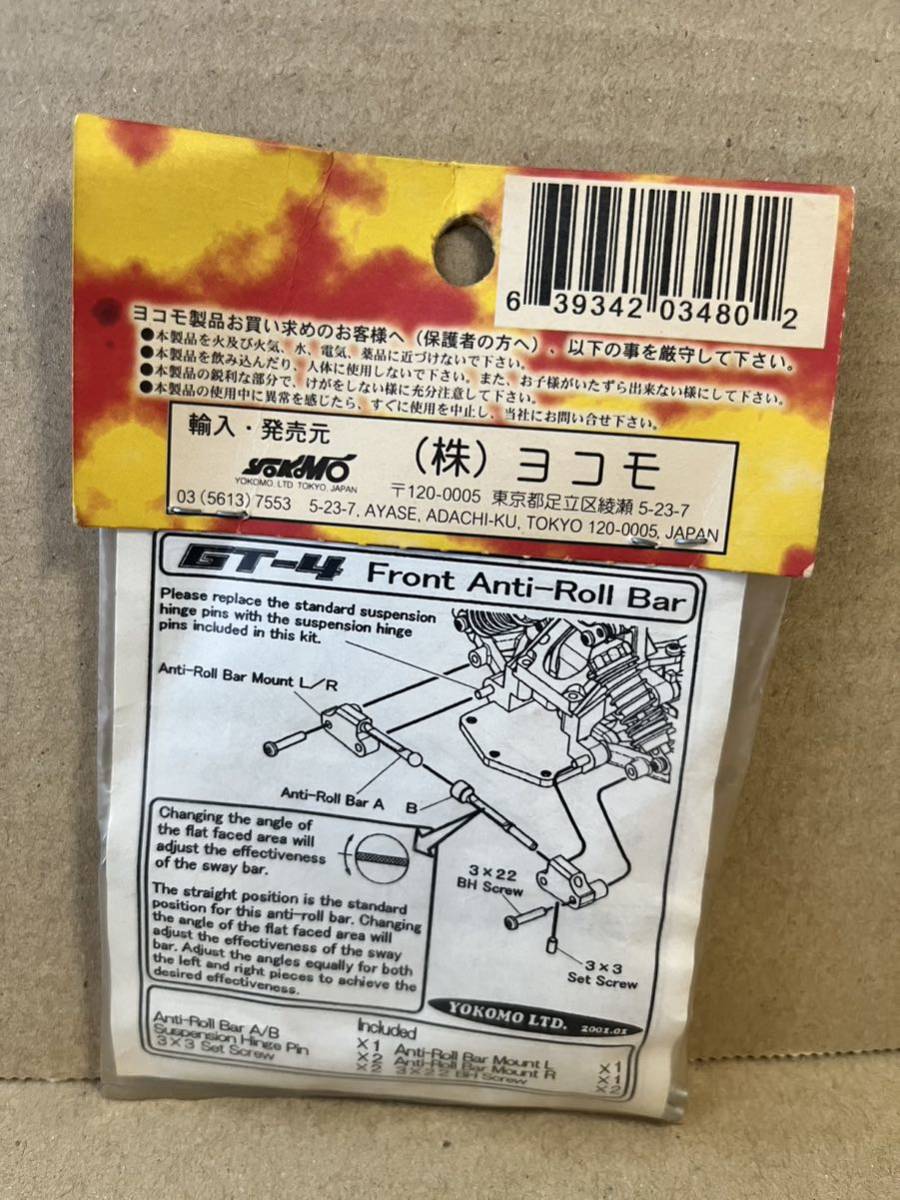 6 39342 03480 2
ヨコモ製品お買い求めのお客様へ(保護者の方へ)、以下の事を厳守して下さい。
●本製品を火及び火気、水、電気、薬品に近づけないで下さい。
●本製品を飲み込んだり、人体に使用しないで下さい。また、お子様がいたずら出来ない様にして下さい。
●本製品の鋭利な部分で、けがをしない様に充分注意して下さい。
●本製品の使用中に異常を感じたら、すぐに使用を中止し、当社にお問い合せ下さい。
輸入・発売元
(株)ヨコモ
YOKOMO
YOKOMO. LTD TOKYO, JAPAN
〒120-0005 東京都足立区綾瀬 5-23-7
03 (5613) 7553 5-23-7, AYASE, ADACHI-KU, TOKYO 120-0005, JAPAN
GT-4 Front Anti-Roll Bar
Please replace the standard suspension
hinge pins with the suspension hinge
pins included in this kit.
Anti-Roll Bar Mount L/R
Anti-Roll Bar A
B
Changing the angle of
the flat faced area will
adjust the effectiveness
of the sway bar.
The straight position is the standard
position for this anti-roll bar. Changing
the angle of the flat faced area will
adjust the effectiveness of the sway
bar. Adjust the angles equally for both
the left and right pieces to achieve the
desired effectiveness.
3×22
BH Screw
3×3
Set Screw
YOKOMO LTD. 2001.01
Included
Anti-Roll Bar A/B ×1 Anti-Roll Bar Mount L ×1
Suspension Hinge Pin ×2 Anti-Roll Bar Mount R ×1
3×3 Set Screw ×2 3×22 BH Screw ×2